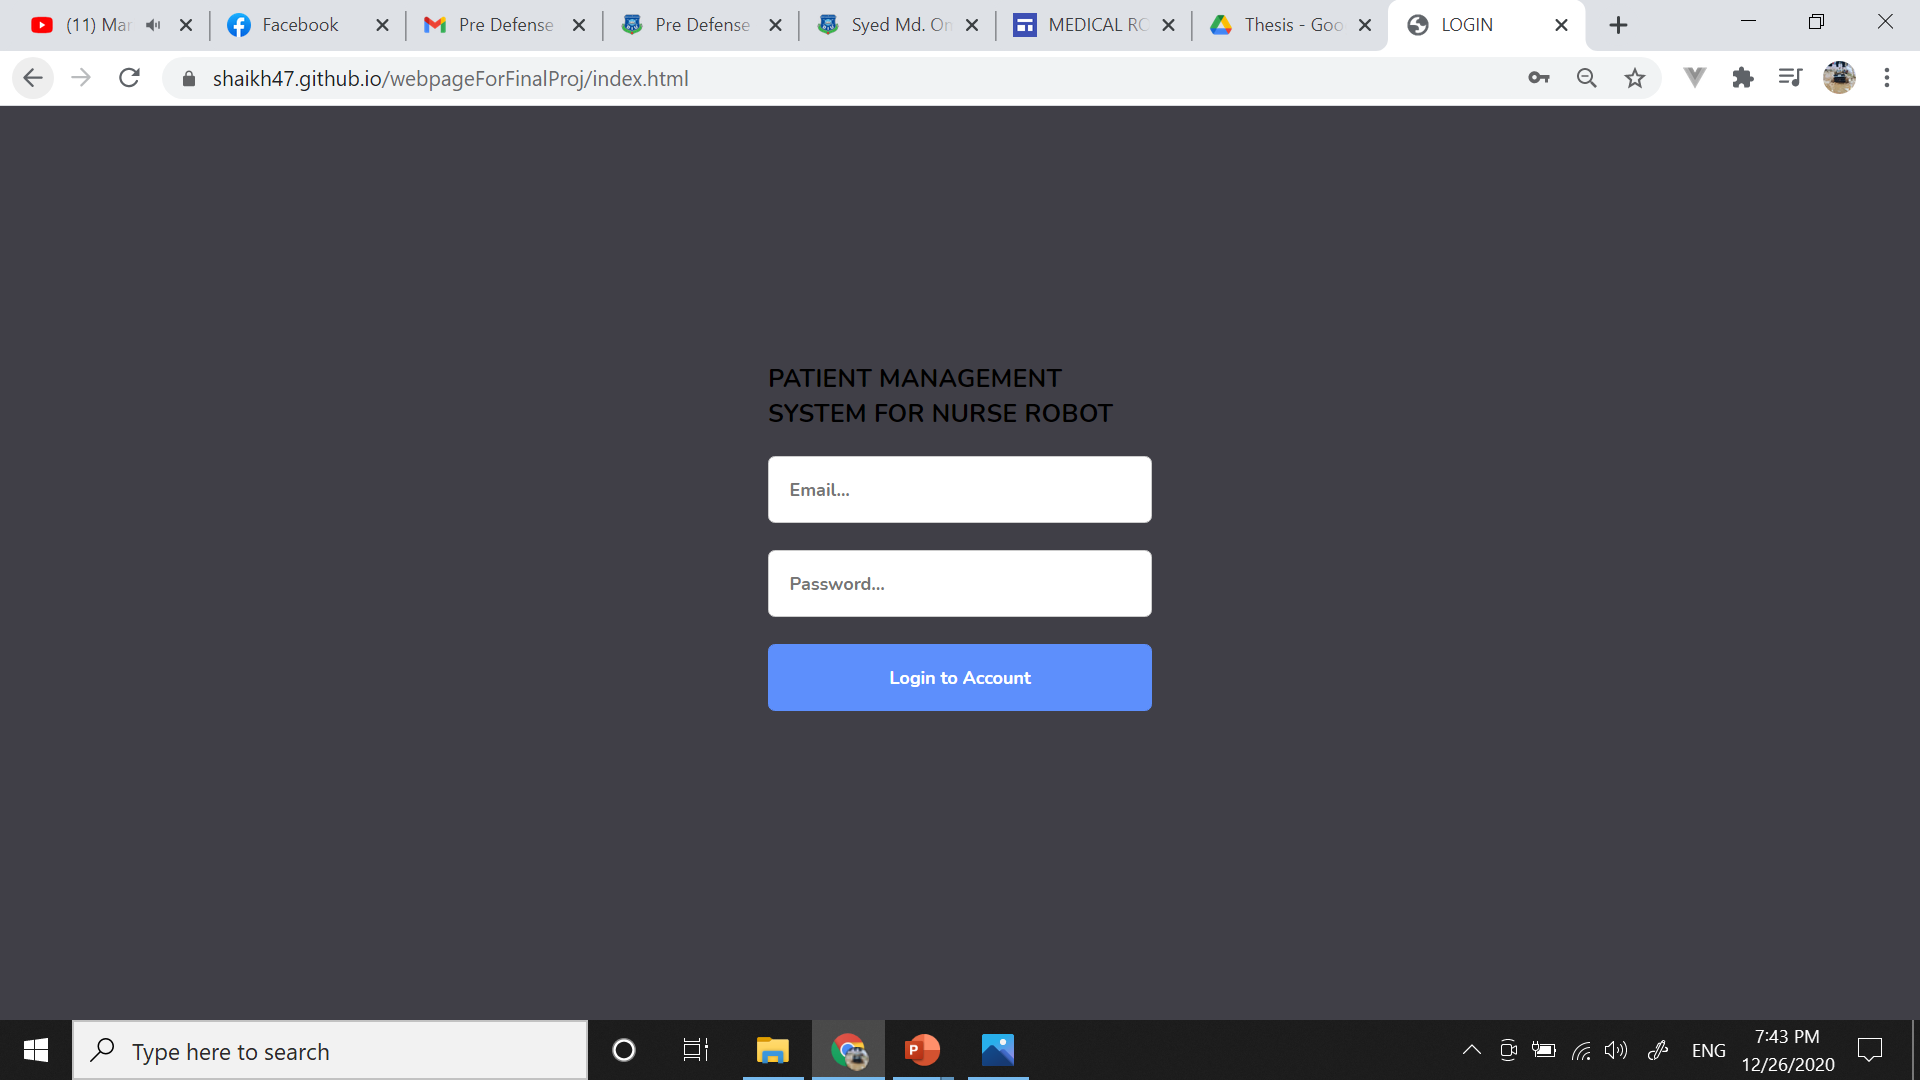 (11) Mar
Facebook
Pre Defense
Pre Defense
Syed Md. On
MEDICAL RO
Thesis - Goo
LOGIN
shaikh47.github.io/webpageForFinalProj/index.html
PATIENT MANAGEMENT
SYSTEM FOR NURSE ROBOT
Email...
Password...
Login to Account
Type here to search
P
ENG
7:43 PM
12/26/2020